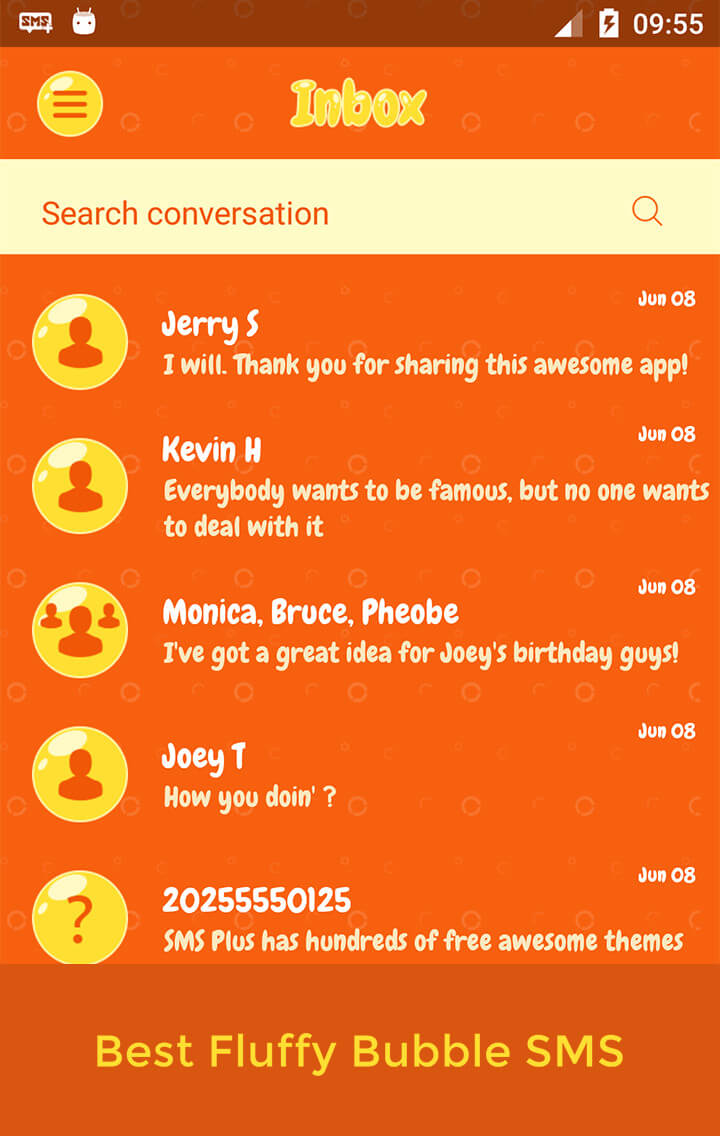 SMS
09:55
Inbox
Search conversation
Jun 08
Jerry S
I will. Thank you for sharing this awesome app!
Jun 08
Kevin H
Everybody wants to be famous, but no one wants
to deal with it
Jun 08
Monica, Bruce, Pheobe
I've got a great idea for Joey's birthday guys!
Jun 08
Joey T
How you doin' ?
Jun 08
20255550125
?
SMS Plus has hundreds of free awesome themes
Best Fluffy Bubble SMS